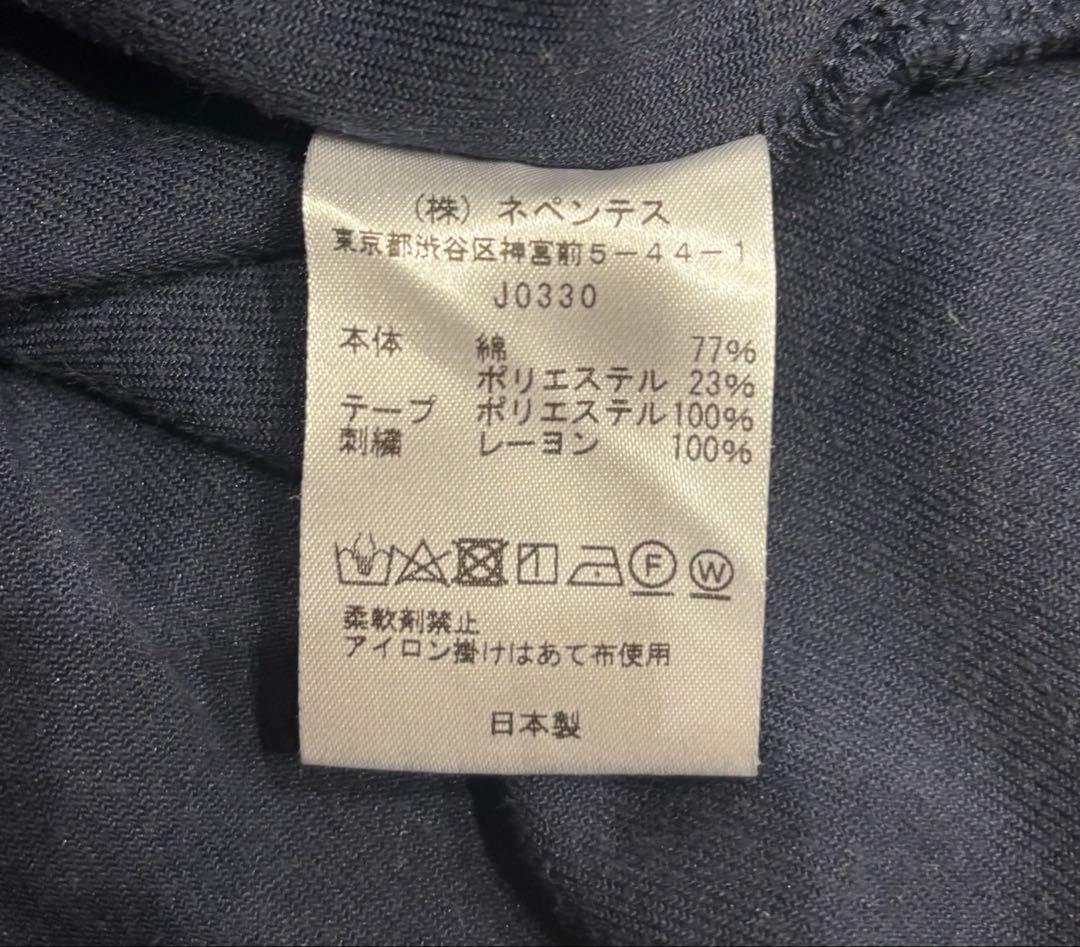 （株）ネペンテス
東京都渋谷区神宮前5－44－1
J0330
本体 綿 77%
ポリエステル 23%
テープ ポリエステル 100%
刺繍 レーヨン 100%
F W
柔軟剤禁止
アイロン掛けはあて布使用
日本製